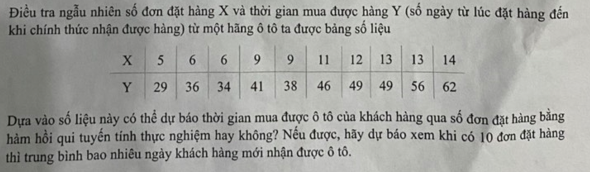 Điều tra ngẫu nhiên số đơn đặt hàng X và thời gian mua được hàng Y (số ngày từ lúc đặt hàng đến
khi chính thức nhận được hàng) từ một hãng ô tô ta được bảng số liệu
X 5 6 6 9 9 11 12 13 13 14
Y 29 36 34 41 38 46 49 49 56 62
Dựa vào số liệu này có thể dự báo thời gian mua được ô tô của khách hàng qua số đơn đặt hàng bằng
hàm hồi qui tuyến tính thực nghiệm hay không? Nếu được, hãy dự báo xem khi có 10 đơn đặt hàng
thì trung bình bao nhiêu ngày khách hàng mới nhận được ô tô.